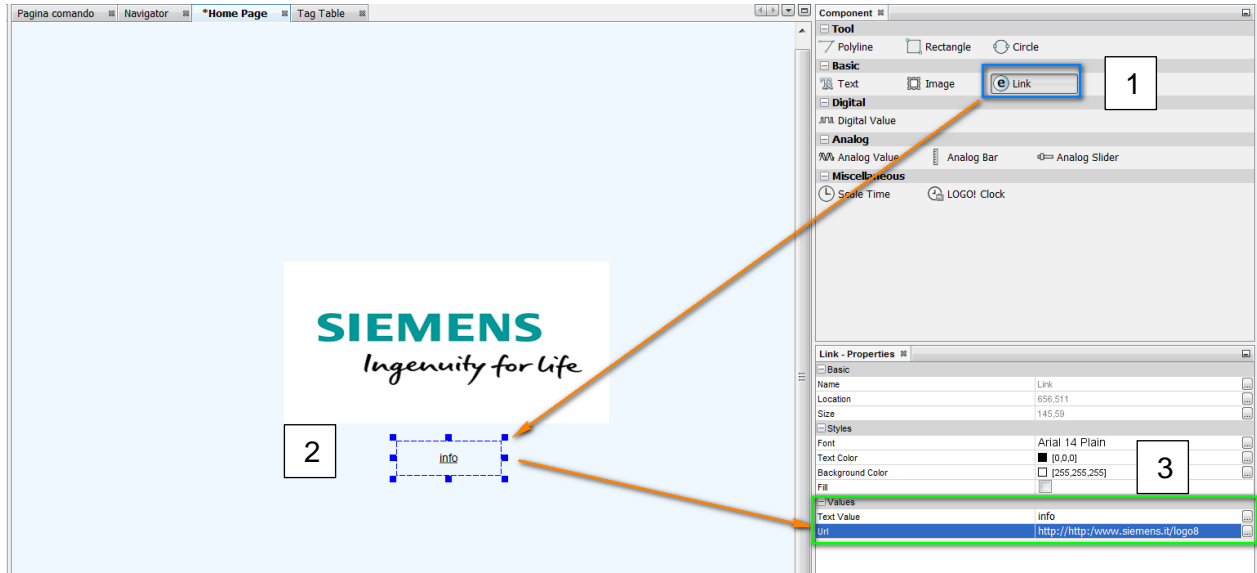 Pagina comando Navigator *Home Page Tag Table
Component
Tool
Polyline Rectangle Circle
Basic
Text Image Link
1
Digital
Digital Value
Analog
Analog Value Analog Bar Analog Slider
Miscellaneous
Scale Time LOGO! Clock
SIEMENS
Ingenuity for life
2
info
Link - Properties
Basic
Name Link
Location 656,511
Size 145,59
Styles
Font Arial 14 Plain
Text Color [0,0,0]
Background Color [255,255,255]
3
Fill
Values
Text Value info
Url http://http:/www.siemens.it/logo8